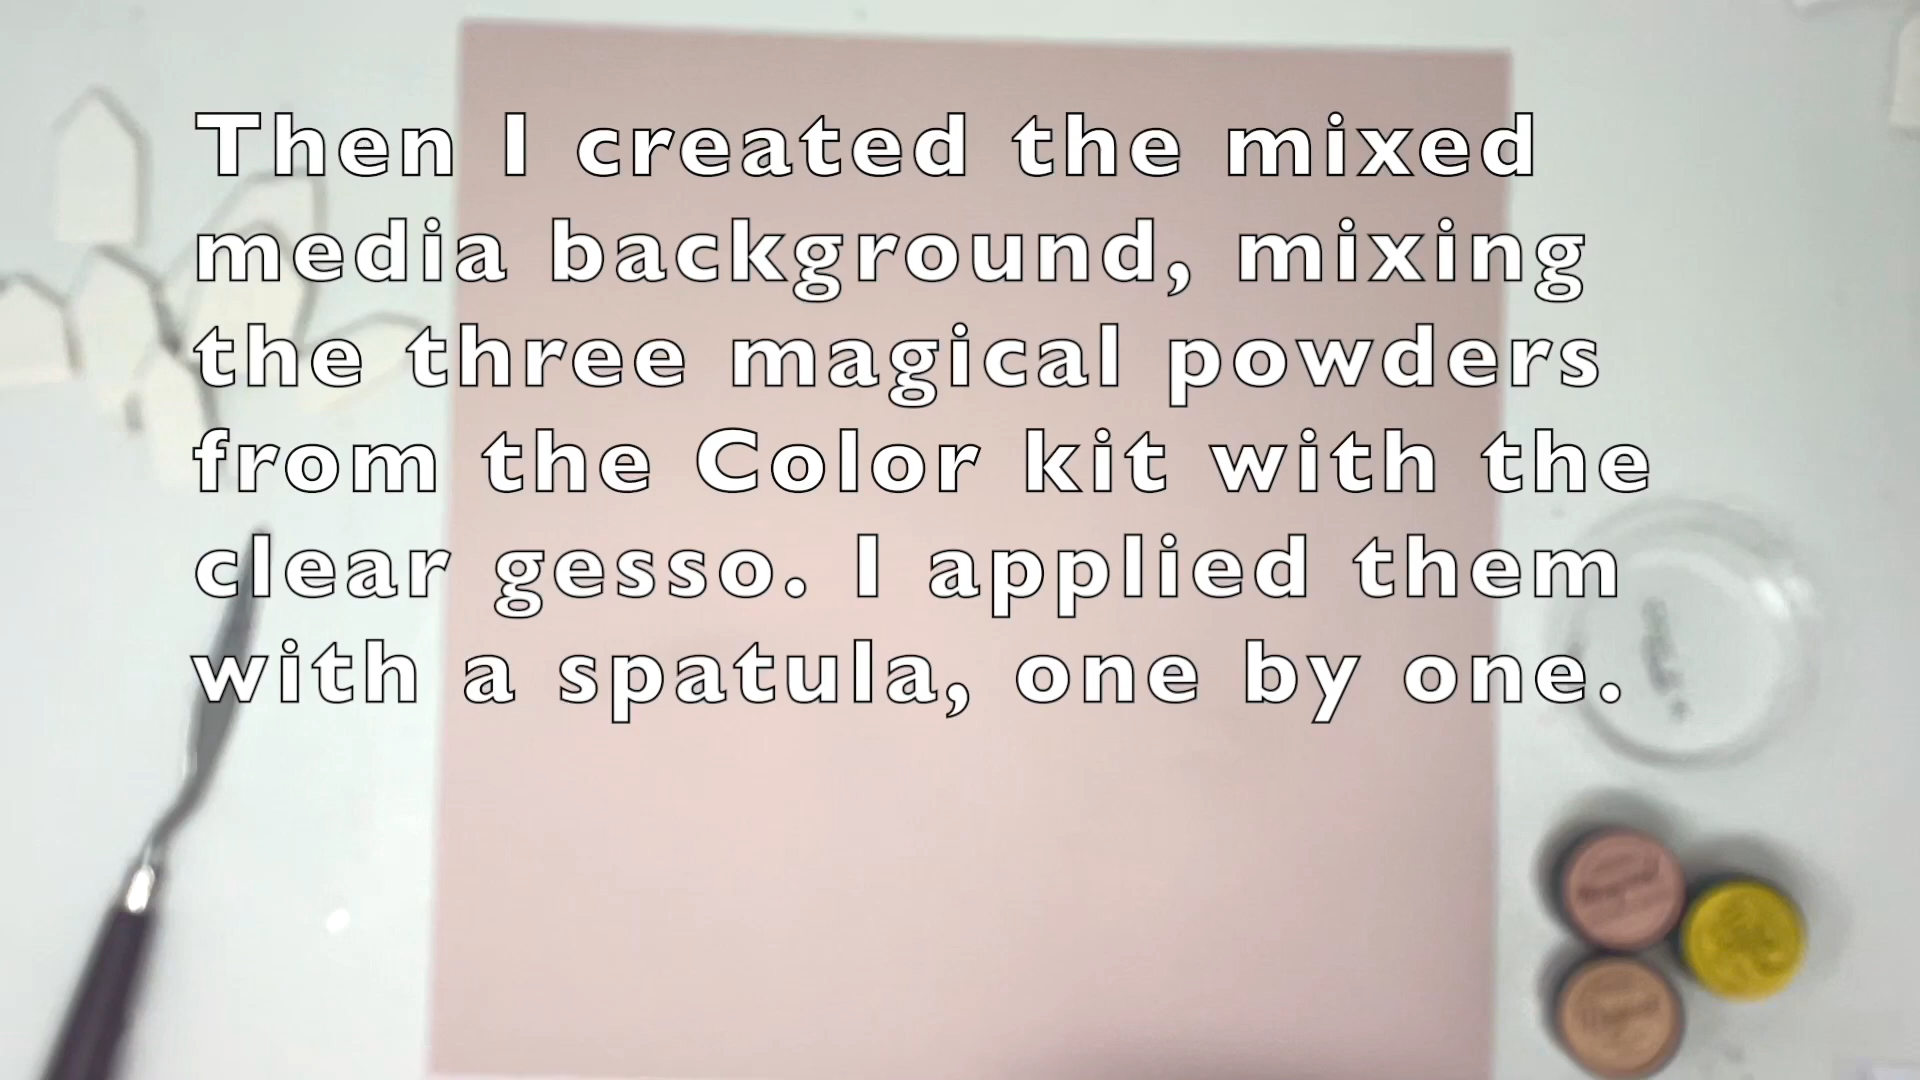 Then I created the mixed
media background, mixing
the three magical powders
from the Color kit with the
clear gesso. I applied them
with a spatula, one by one.